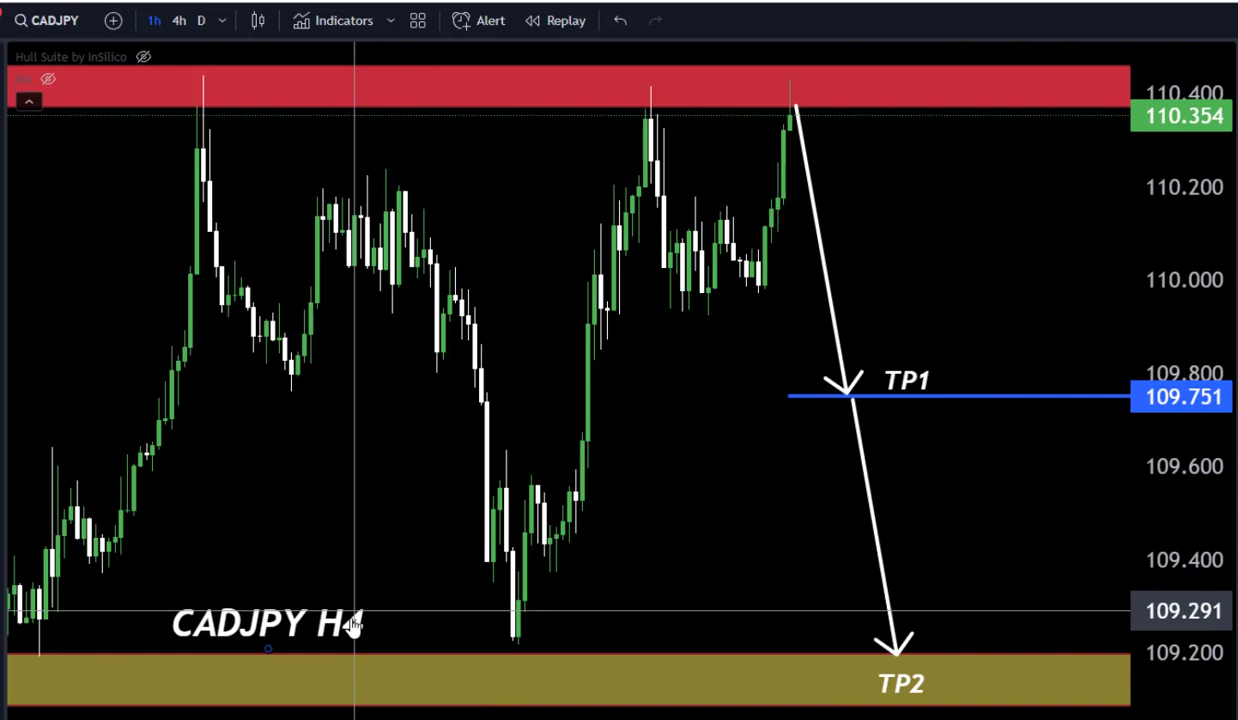 CADJPY 1h 4h D Indicators Alert Replay
Hull Suite by InSilico
110.400
110.354
110.200
110.000
109.800
TP1
109.751
109.600
109.400
109.291
CADJPY
109.200
TP2